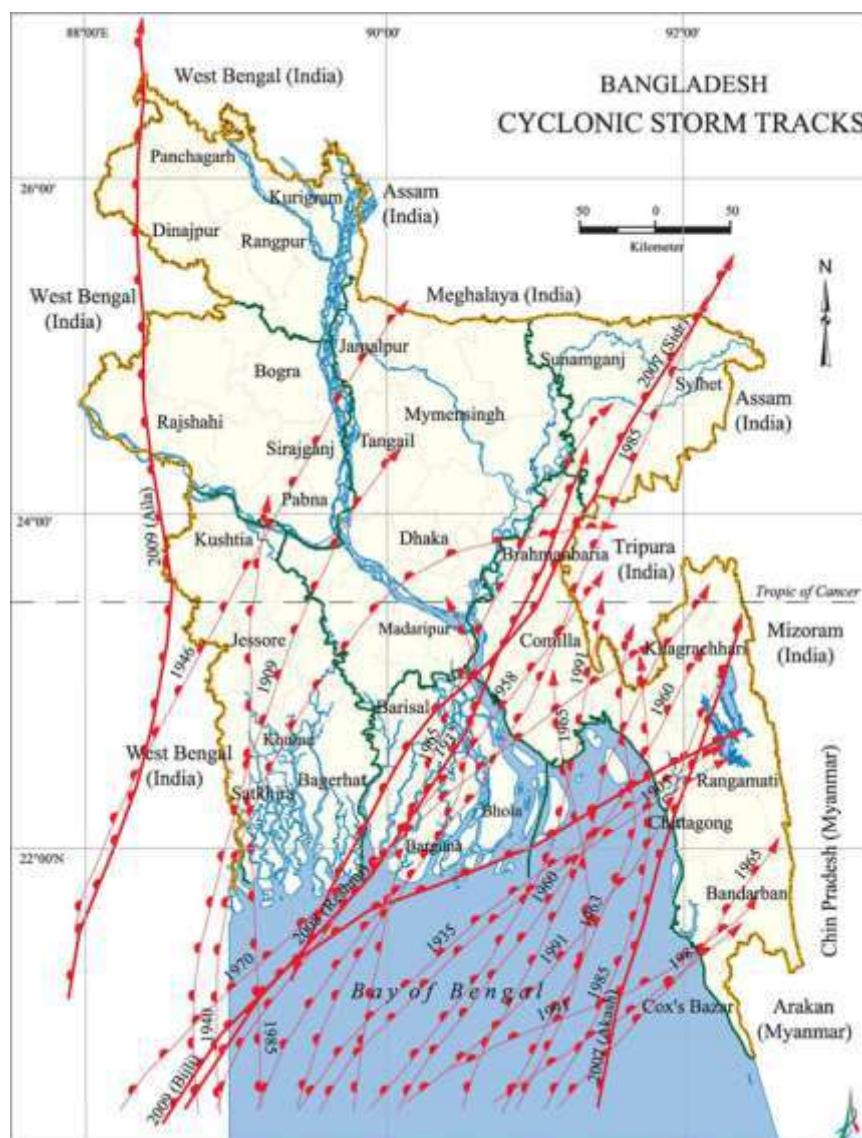 88°00'E
90°00'
92°00'
West Bengal (India)
BANGLADESH
CYCLONIC STORM TRACKS
Panchagarh
26°00'
Kurigram
Assam
(India)
50
0
50
Kilometer
Dinajpur
Rangpur
N
West Bengal
(India)
Meghalaya (India)
Jamalpur
Sunamganj
2007 (Sidr)
Bogra
Sylhet
Assam
(India)
Rajshahi
Mymensingh
Sirajganj
Tangail
1985
Pabna
24°00'
2009 (Aila)
Kushtia
Dhaka
Brahmanbaria
Tripura
(India)
Tropic of Cancer
Madaripur
Mizoram
(India)
Jessore
Comilla
Khagrachhari
1946
1909
1991
1958
1960
Barisal
1965
West Bengal
(India)
Khulna
Bagerhat
Rangamati
Satkhira
Bhola
Chittagong
22°00'N
Barguna
1965
Chin Pradesh (Myanmar)
1960
Bandarban
1963
1935
1970
1991
Bay of Bengal
1985
Cox's Bazar
Arakan
(Myanmar)
1985
2007 (Akash)
2009 (Bijli)